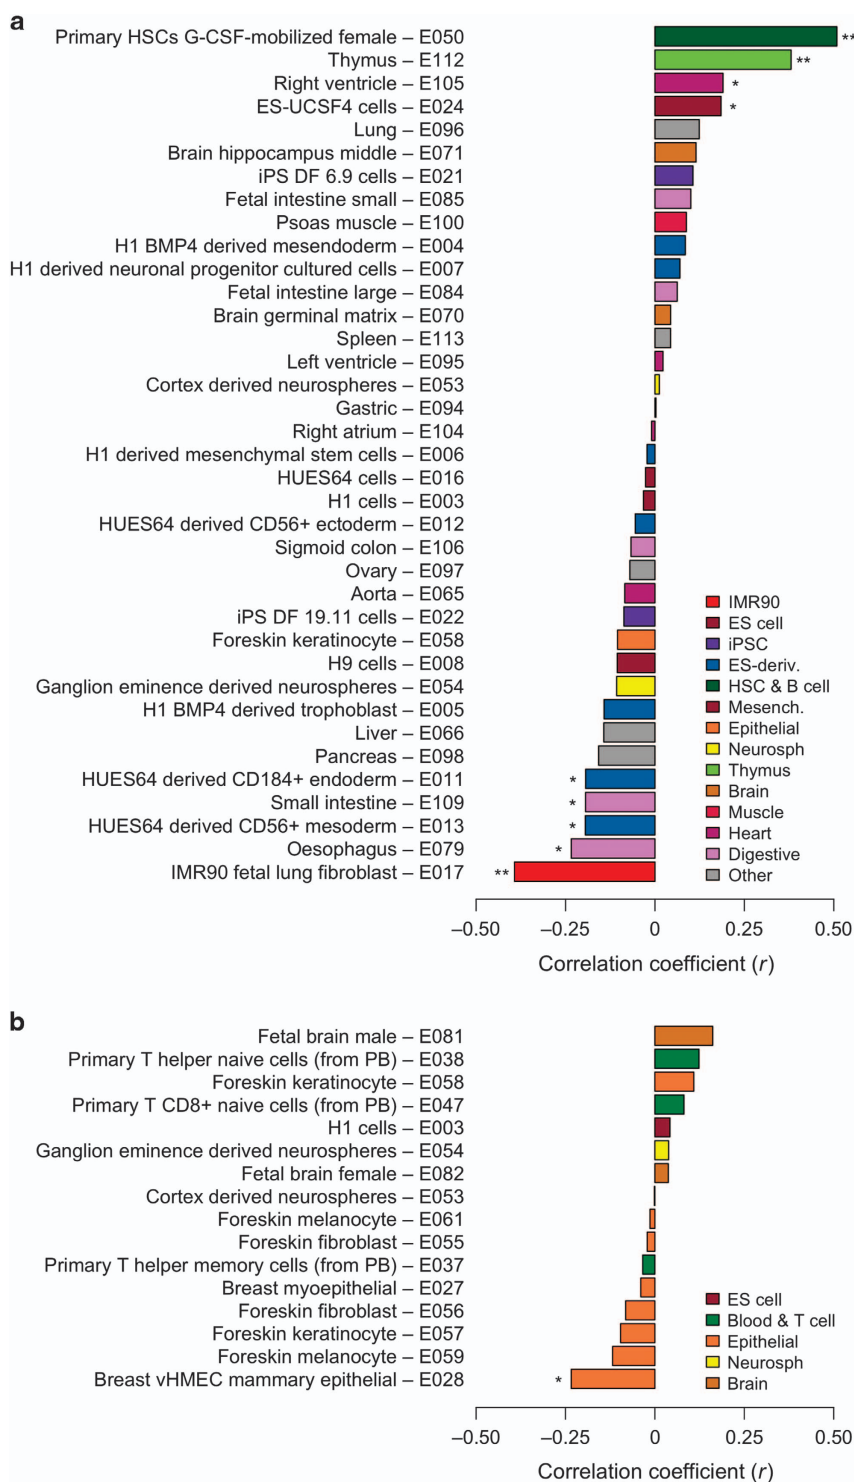 a
Primary HSCs G-CSF-mobilized female – E050
**
Thymus – E112
**
Right ventricle – E105
*
ES-UCSF4 cells – E024
*
Lung – E096
Brain hippocampus middle – E071
iPS DF 6.9 cells – E021
Fetal intestine small – E085
Psoas muscle – E100
H1 BMP4 derived mesendoderm – E004
H1 derived neuronal progenitor cultured cells – E007
Fetal intestine large – E084
Brain germinal matrix – E070
Spleen – E113
Left ventricle – E095
Cortex derived neurospheres – E053
Gastric – E094
Right atrium – E104
H1 derived mesenchymal stem cells – E006
HUES64 cells – E016
H1 cells – E003
HUES64 derived CD56+ ectoderm – E012
Sigmoid colon – E106
Ovary – E097
Aorta – E065
iPS DF 19.11 cells – E022
Foreskin keratinocyte – E058
H9 cells – E008
Ganglion eminence derived neurospheres – E054
H1 BMP4 derived trophoblast – E005
Liver – E066
Pancreas – E098
HUES64 derived CD184+ endoderm – E011
*
Small intestine – E109
*
HUES64 derived CD56+ mesoderm – E013
*
Oesophagus – E079
*
IMR90 fetal lung fibroblast – E017
**
IMR90
ES cell
iPSC
ES-deriv.
HSC & B cell
Mesench.
Epithelial
Neurosph
Thymus
Brain
Muscle
Heart
Digestive
Other
–0.50 –0.25 0 0.25 0.50
Correlation coefficient (r)
b
Fetal brain male – E081
Primary T helper naive cells (from PB) – E038
Foreskin keratinocyte – E058
Primary T CD8+ naive cells (from PB) – E047
H1 cells – E003
Ganglion eminence derived neurospheres – E054
Fetal brain female – E082
Cortex derived neurospheres – E053
Foreskin melanocyte – E061
Foreskin fibroblast – E055
Primary T helper memory cells (from PB) – E037
Breast myoepithelial – E027
Foreskin fibroblast – E056
Foreskin keratinocyte – E057
Foreskin melanocyte – E059
Breast vHMEC mammary epithelial – E028
*
ES cell
Blood & T cell
Epithelial
Neurosph
Brain
–0.50 –0.25 0 0.25 0.50
Correlation coefficient (r)